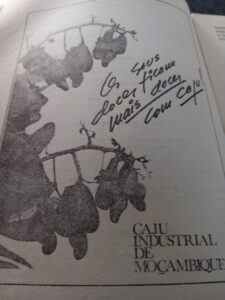 Os seus
doces ficam
mais doces
com caju.
CAJU
INDUSTRIAL
DE
MOÇAMBIQUE